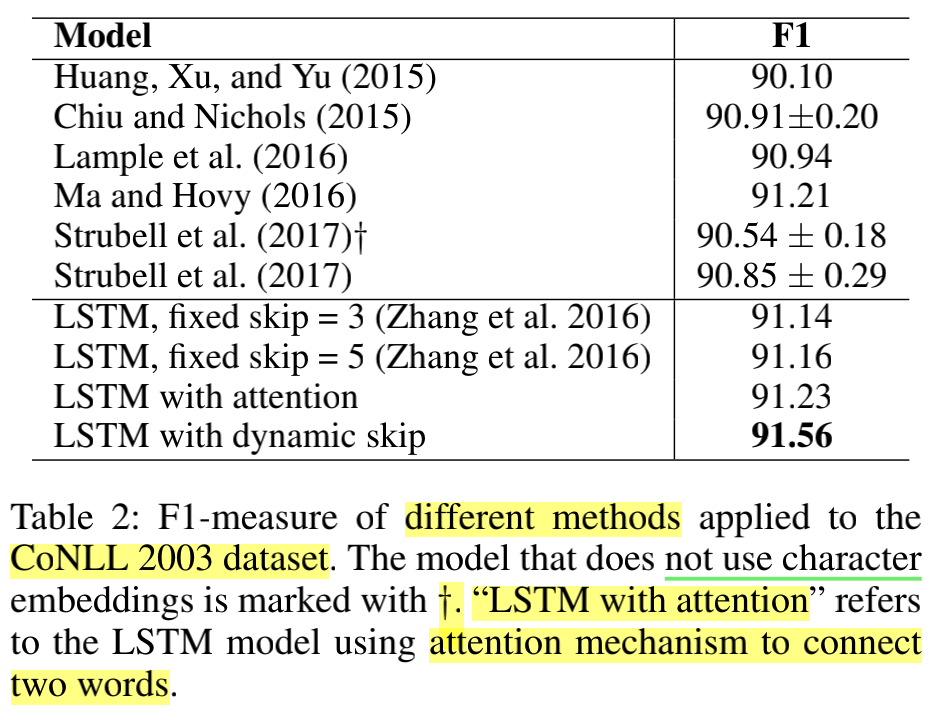 Model F1
Huang, Xu, and Yu (2015) 90.10
Chiu and Nichols (2015) 90.91±0.20
Lample et al. (2016) 90.94
Ma and Hovy (2016) 91.21
Strubell et al. (2017)† 90.54 ± 0.18
Strubell et al. (2017) 90.85 ± 0.29
LSTM, fixed skip = 3 (Zhang et al. 2016) 91.14
LSTM, fixed skip = 5 (Zhang et al. 2016) 91.16
LSTM with attention 91.23
LSTM with dynamic skip 91.56
Table 2: F1-measure of different methods applied to the
CoNLL 2003 dataset. The model that does not use character
embeddings is marked with †. “LSTM with attention” refers
to the LSTM model using attention mechanism to connect
two words.